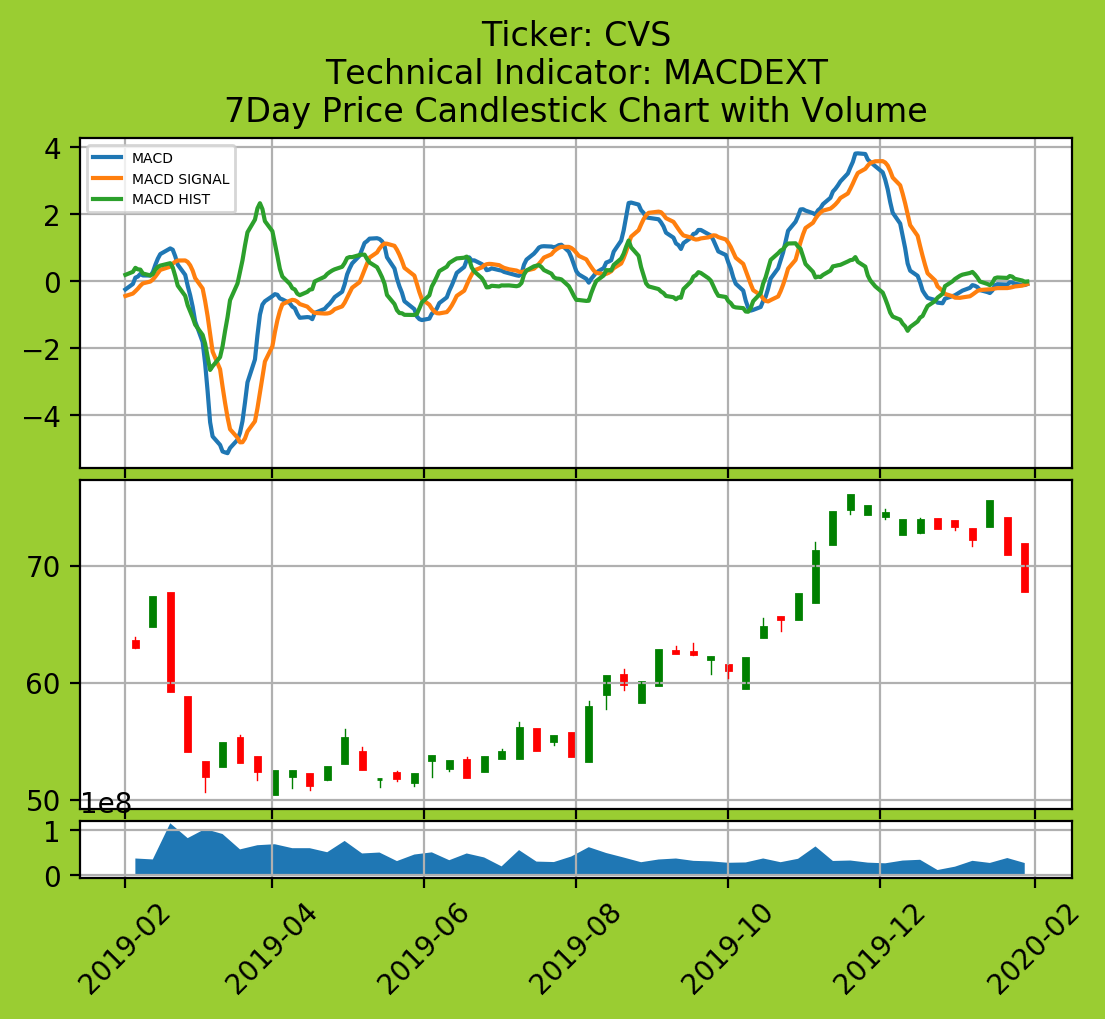 Ticker: CVS
Technical Indicator: MACDEXT
7Day Price Candlestick Chart with Volume
4
2
0
−2
−4
MACD
MACD SIGNAL
MACD HIST
70
60
50
1e8
1
0
2019-02
2019-04
2019-06
2019-08
2019-10
2019-12
2020-02